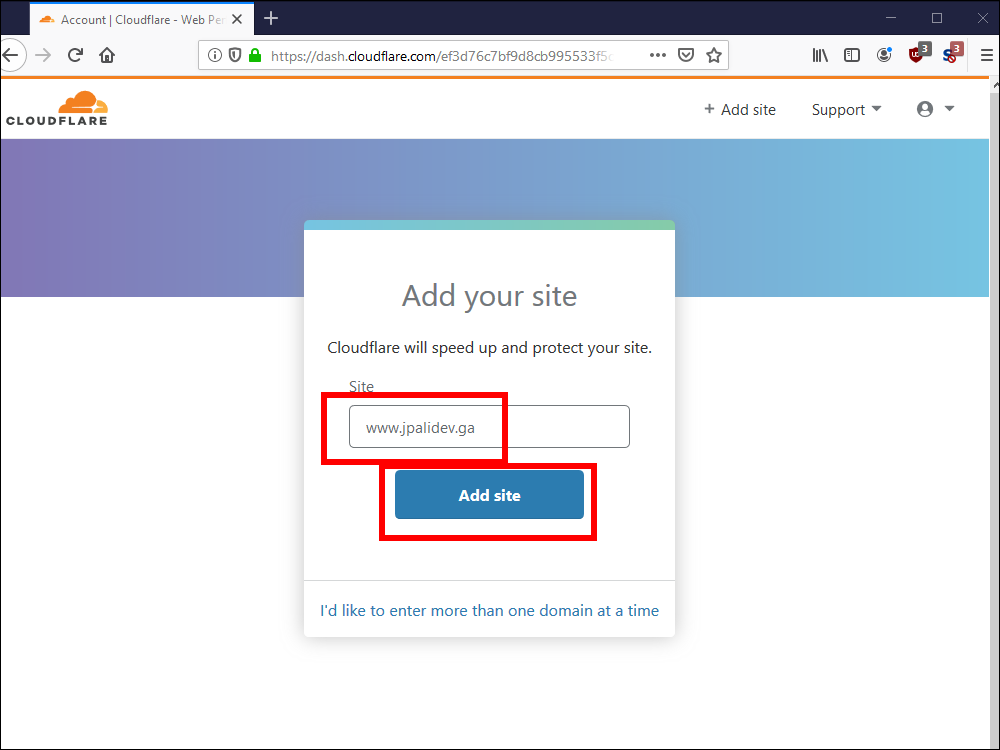 Account | Cloudflare - Web Pe
https://dash.cloudflare.com/ef3d76c7bf9d8cb995533f5
3
3
CLOUDFLARE
+ Add site
Support
Add your site
Cloudflare will speed up and protect your site.
Site
www.jpalidev.ga
Add site
I'd like to enter more than one domain at a time